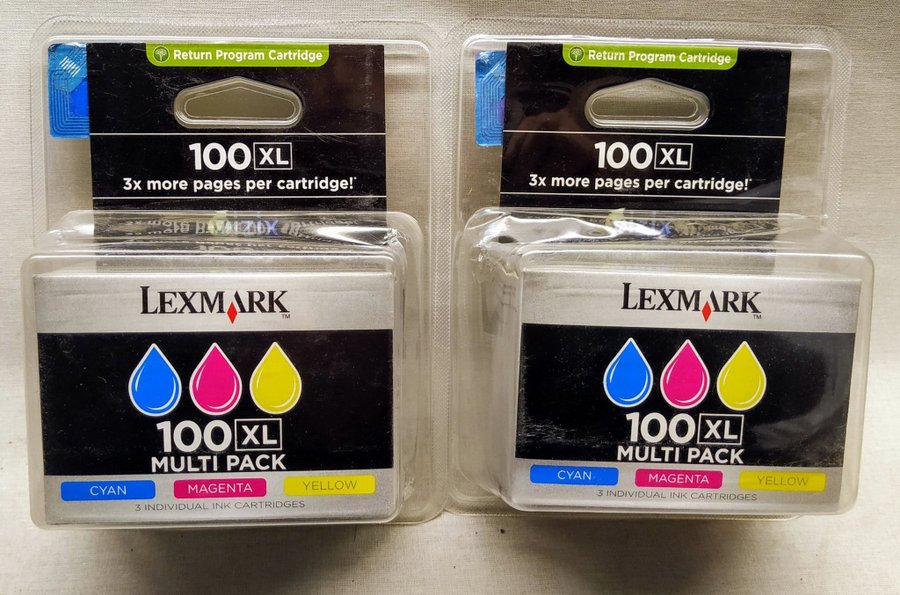 Return Program Cartridge
100 XL
3x more pages per cartridge!*
LEXMARK™
100 XL
MULTI PACK
CYAN MAGENTA YELLOW
3 INDIVIDUAL INK CARTRIDGES
Return Program Cartridge
100 XL
3x more pages per cartridge!*
LEXMARK™
100 XL
MULTI PACK
CYAN MAGENTA YELLOW
3 INDIVIDUAL INK CARTRIDGES